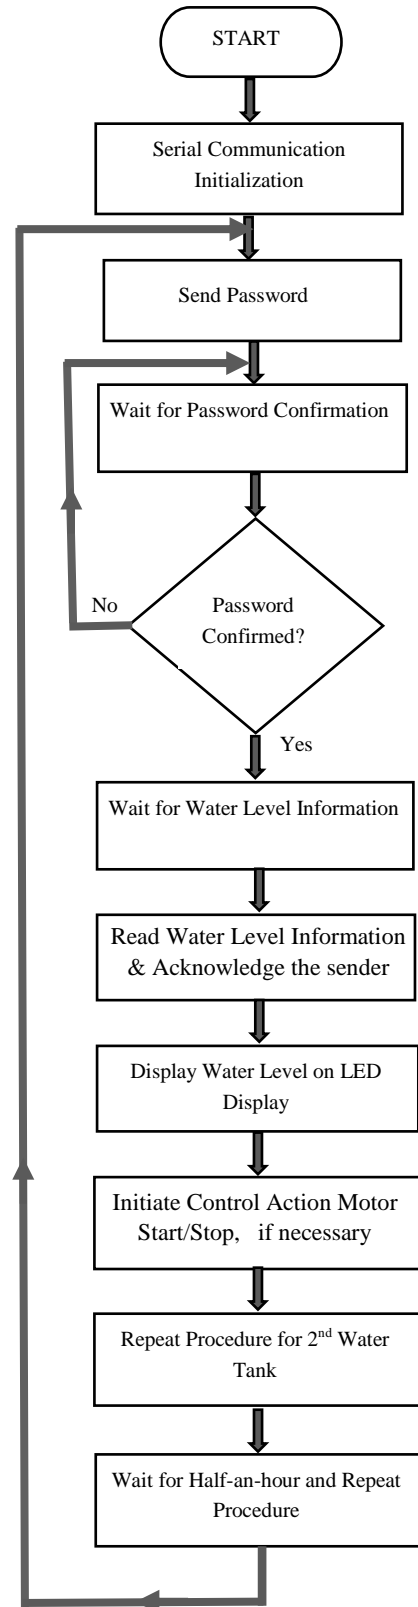 START
Serial Communication
Initialization
Send Password
Wait for Password Confirmation
No
Password
Confirmed?
Yes
Wait for Water Level Information
Read Water Level Information
& Acknowledge the sender
Display Water Level on LED
Display
Initiate Control Action Motor
Start/Stop, if necessary
Repeat Procedure for 2nd Water
Tank
Wait for Half-an-hour and Repeat
Procedure